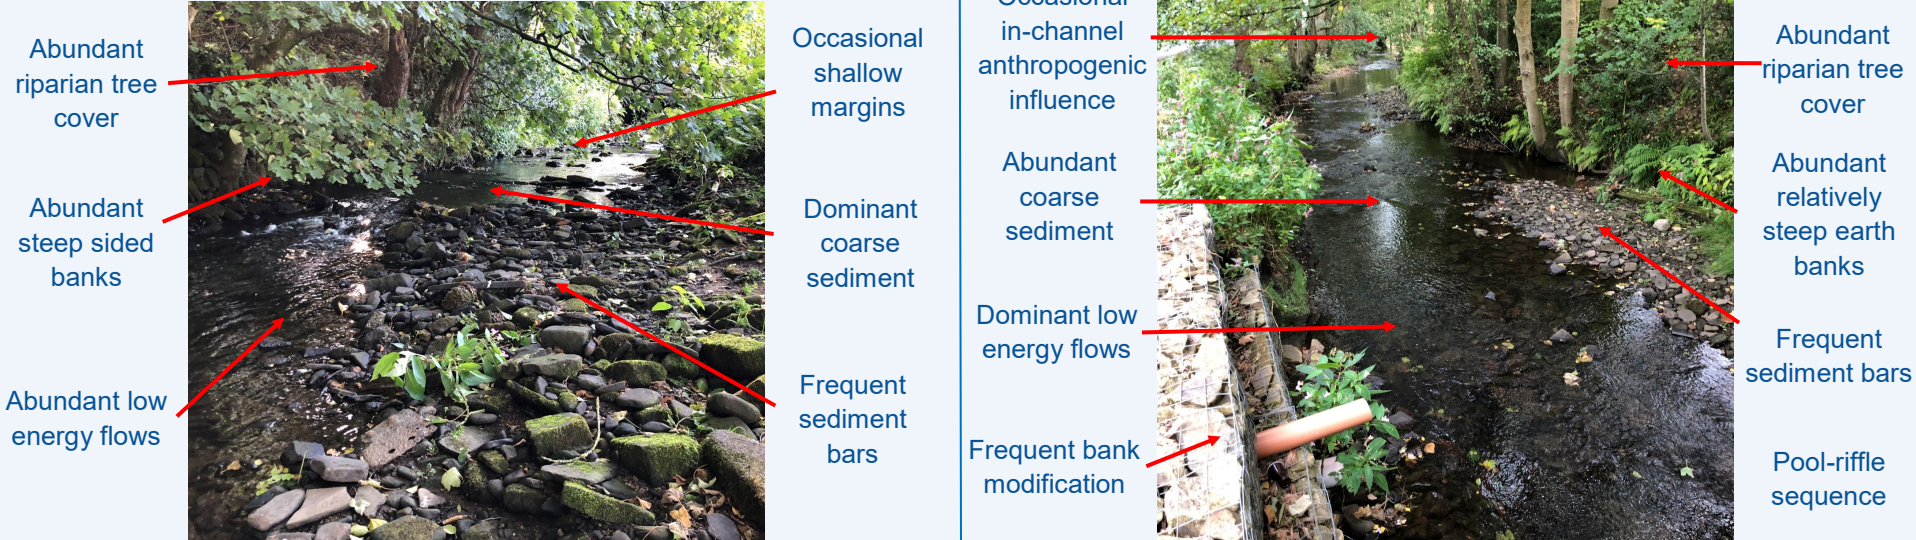 Abundant
riparian tree
cover
Abundant
steep sided
banks
Abundant low
energy flows
Occasional
shallow
margins
Dominant
coarse
sediment
Frequent
sediment
bars
Occasional
in-channel
anthropogenic
influence
Abundant
coarse
sediment
Dominant low
energy flows
Frequent bank
modification
Abundant
riparian tree
cover
Abundant
relatively
steep earth
banks
Frequent
sediment bars
Pool-riffle
sequence